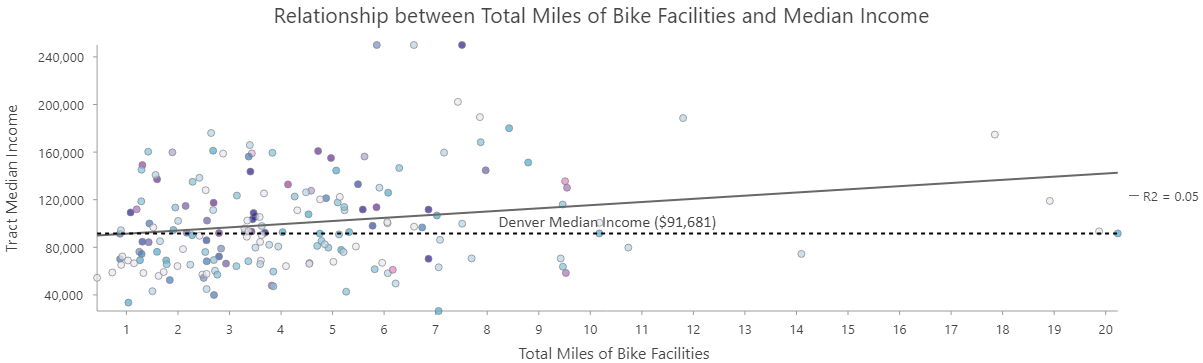 Relationship between Total Miles of Bike Facilities and Median Income
Tract Median Income
240,000
200,000
160,000
120,000
80,000
40,000
Denver Median Income ($91,681)
R2 = 0.05
1 2 3 4 5 6 7 8 9 10 11 12 13 14 15 16 17 18 19 20
Total Miles of Bike Facilities